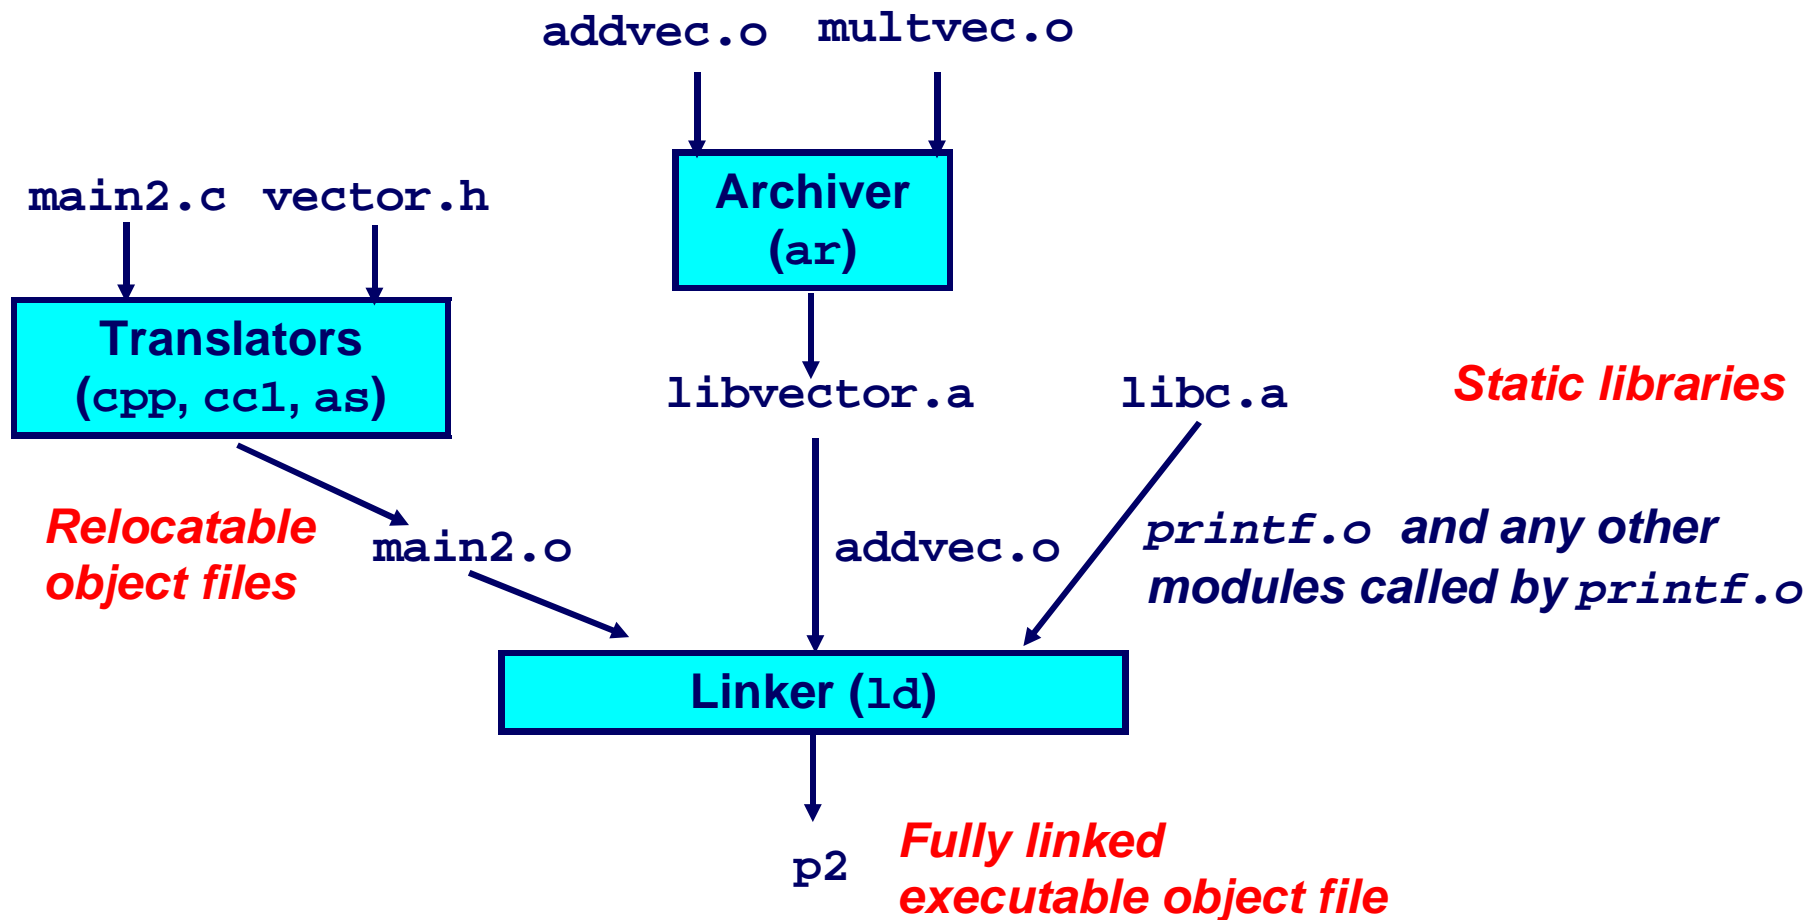 addvec.o multvec.o
main2.c vector.h
Archiver
(ar)
Translators
(cpp, cc1, as)
libvector.a
libc.a
Static libraries
Relocatable
object files
main2.o
addvec.o
printf.o and any other
modules called by printf.o
Linker (ld)
p2
Fully linked
executable object file